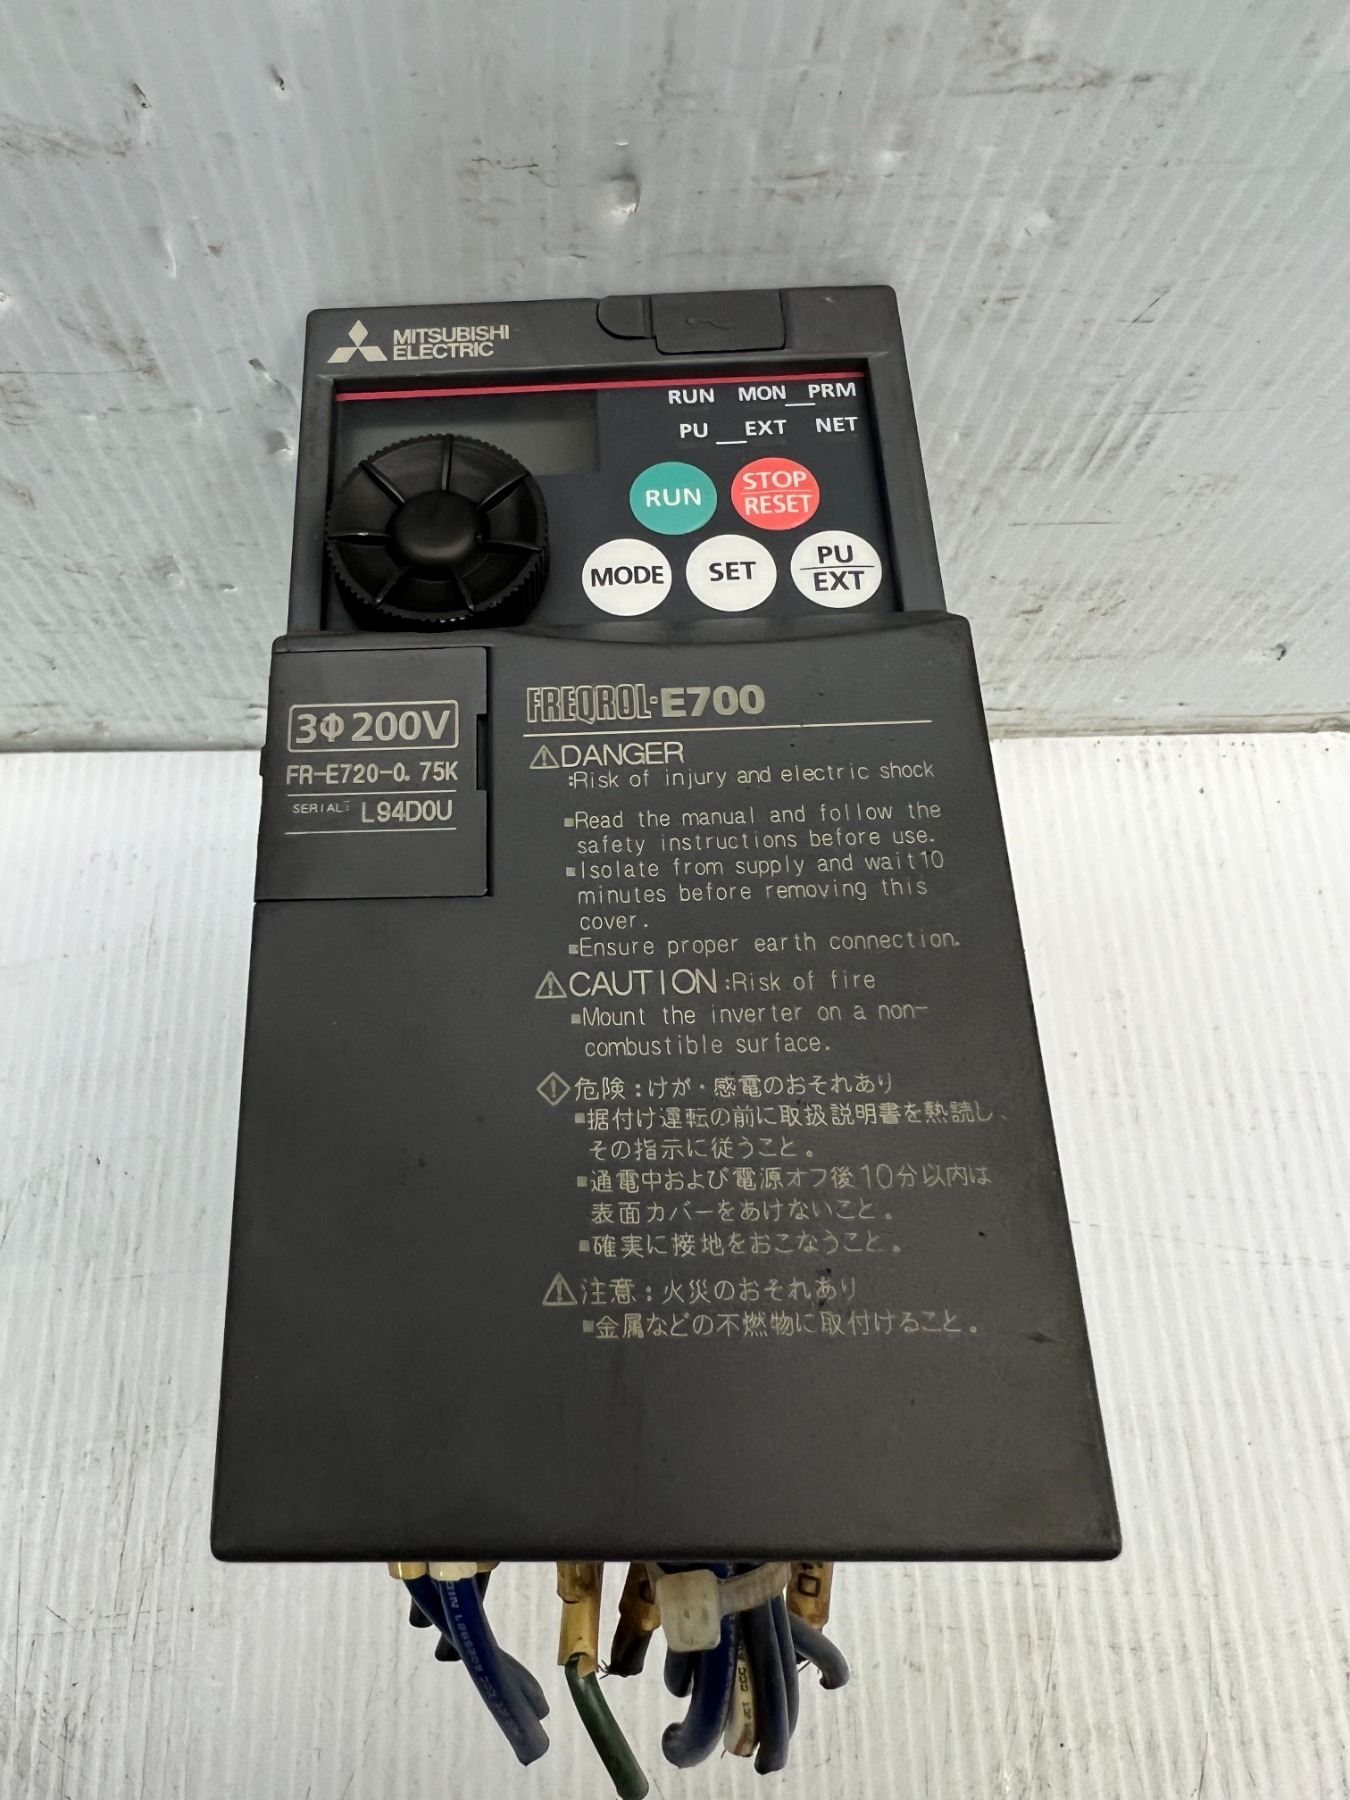 MITSUBISHI
ELECTRIC
RUN MON PRM
PU EXT NET
RUN
STOP
RESET
MODE
SET
PU
EXT
3Φ200V
FR-E720-0.75K
SERIAL: L94D0U
FREQROL-E700
DANGER
:Risk of injury and electric shock
Read the manual and follow the
safety instructions before use.
Isolate from supply and wait 10
minutes before removing this
cover.
Ensure proper earth connection.
CAUTION :Risk of fire
Mount the inverter on a non-
combustible surface.
危険:けが・感電のおそれあり
据付け運転の前に取扱説明書を熟読し、
その指示に従うこと。
通電中および電源オフ後10分以内は
表面カバーをあけないこと。
確実に接地をおこなうこと。
注意:火災のおそれあり
金属などの不燃物に取付けること。